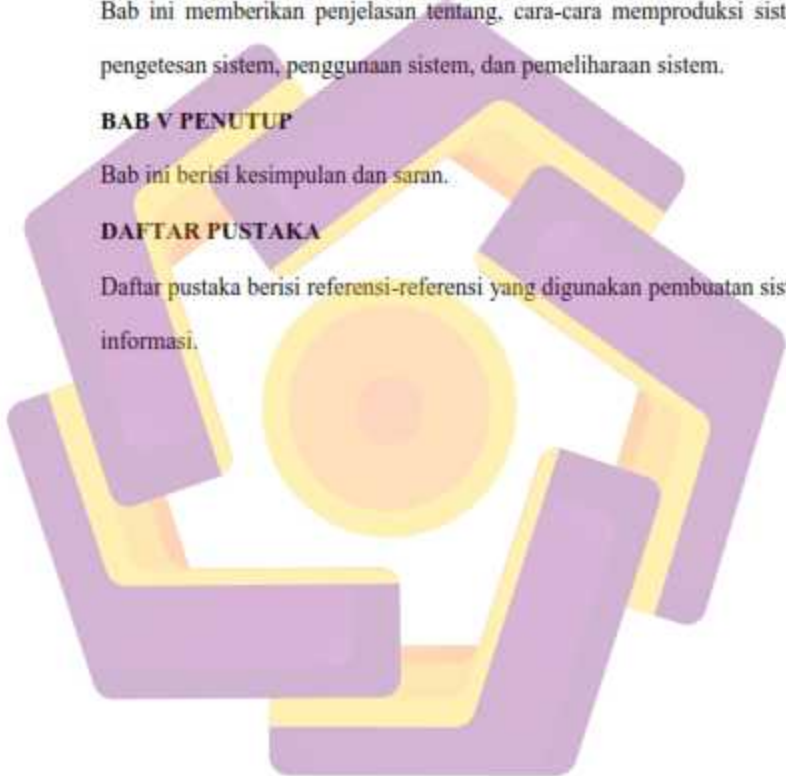 Bab ini memberikan penjelasan tentang, cara-cara memproduksi sist
pengetesan sistem, penggunaan sistem, dan pemeliharaan sistem.
BAB V PENUTUP
Bab ini berisi kesimpulan dan saran.
DAFTAR PUSTAKA
Daftar pustaka berisi referensi-referensi yang digunakan pembuatan sist
informasi.